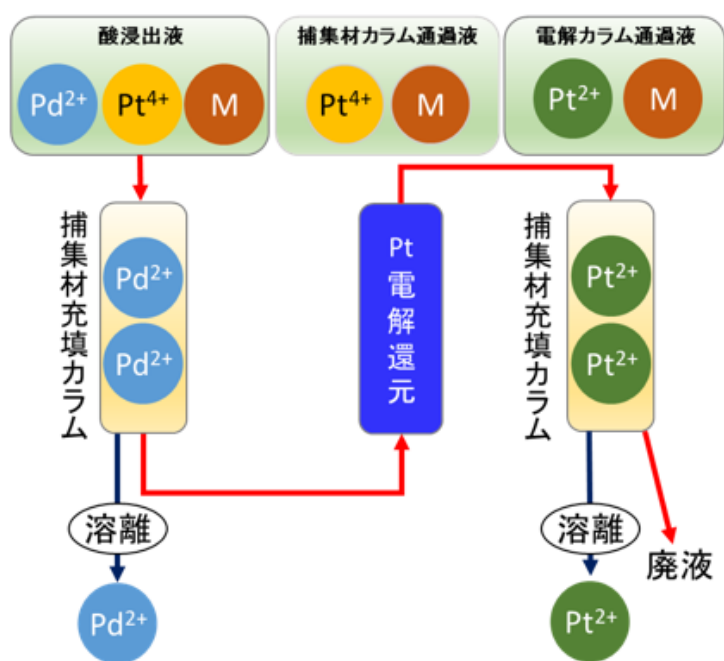 酸浸出液
Pd²⁺ Pt⁴⁺ M
捕集材カラム通過液
Pt⁴⁺ M
電解カラム通過液
Pt²⁺ M
捕集材充填カラム
Pd²⁺
Pd²⁺
溶離
Pd²⁺
Pt電解還元
捕集材充填カラム
Pt²⁺
Pt²⁺
溶離
廃液
Pt²⁺